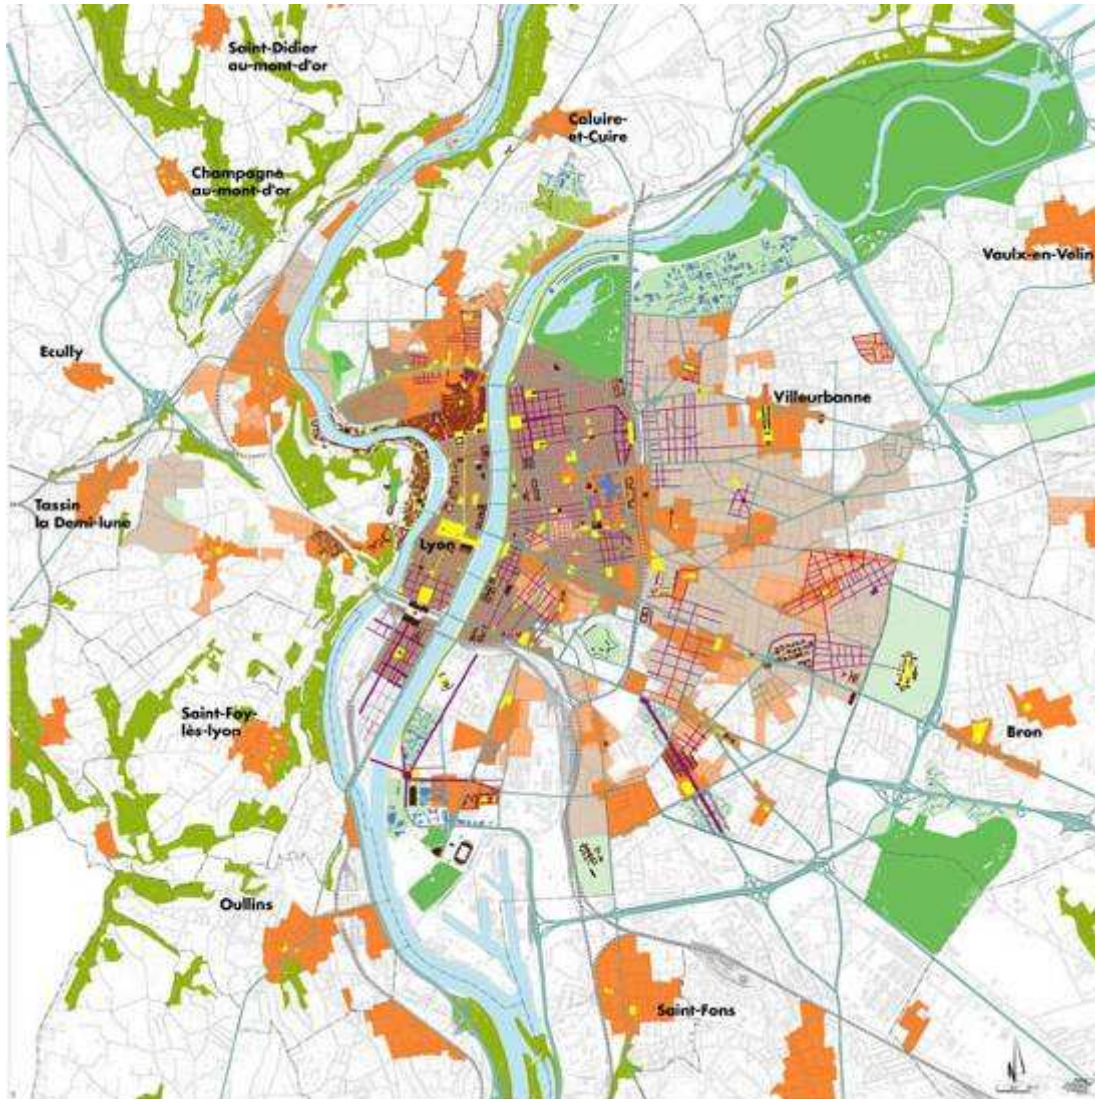 Saint-Didier
au-mont-d'or
Caluire-
et-Cuire
Champagne
au-mont-d'or
Vaulx-en-Velin
Ecully
Villeurbanne
Tassin
la Demi-lune
Lyon
Saint-Foy-
lès-lyon
Bron
Oullins
Saint-Fons
N